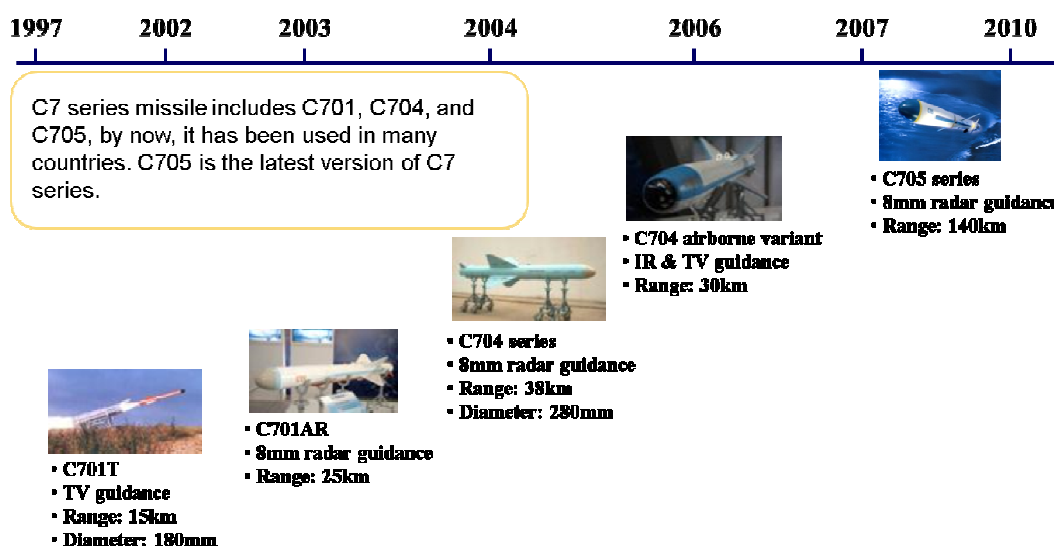 1997 2002 2003 2004 2006 2007 2010
C7 series missile includes C701, C704, and
C705, by now, it has been used in many
countries. C705 is the latest version of C7
series.
• C705 series
• 8mm radar guidance
• Range: 140km
• C704 airborne variant
• IR & TV guidance
• Range: 30km
• C704 series
• 8mm radar guidance
• Range: 38km
• Diameter: 280mm
• C701AR
• 8mm radar guidance
• Range: 25km
• C701T
• TV guidance
• Range: 15km
• Diameter: 180mm